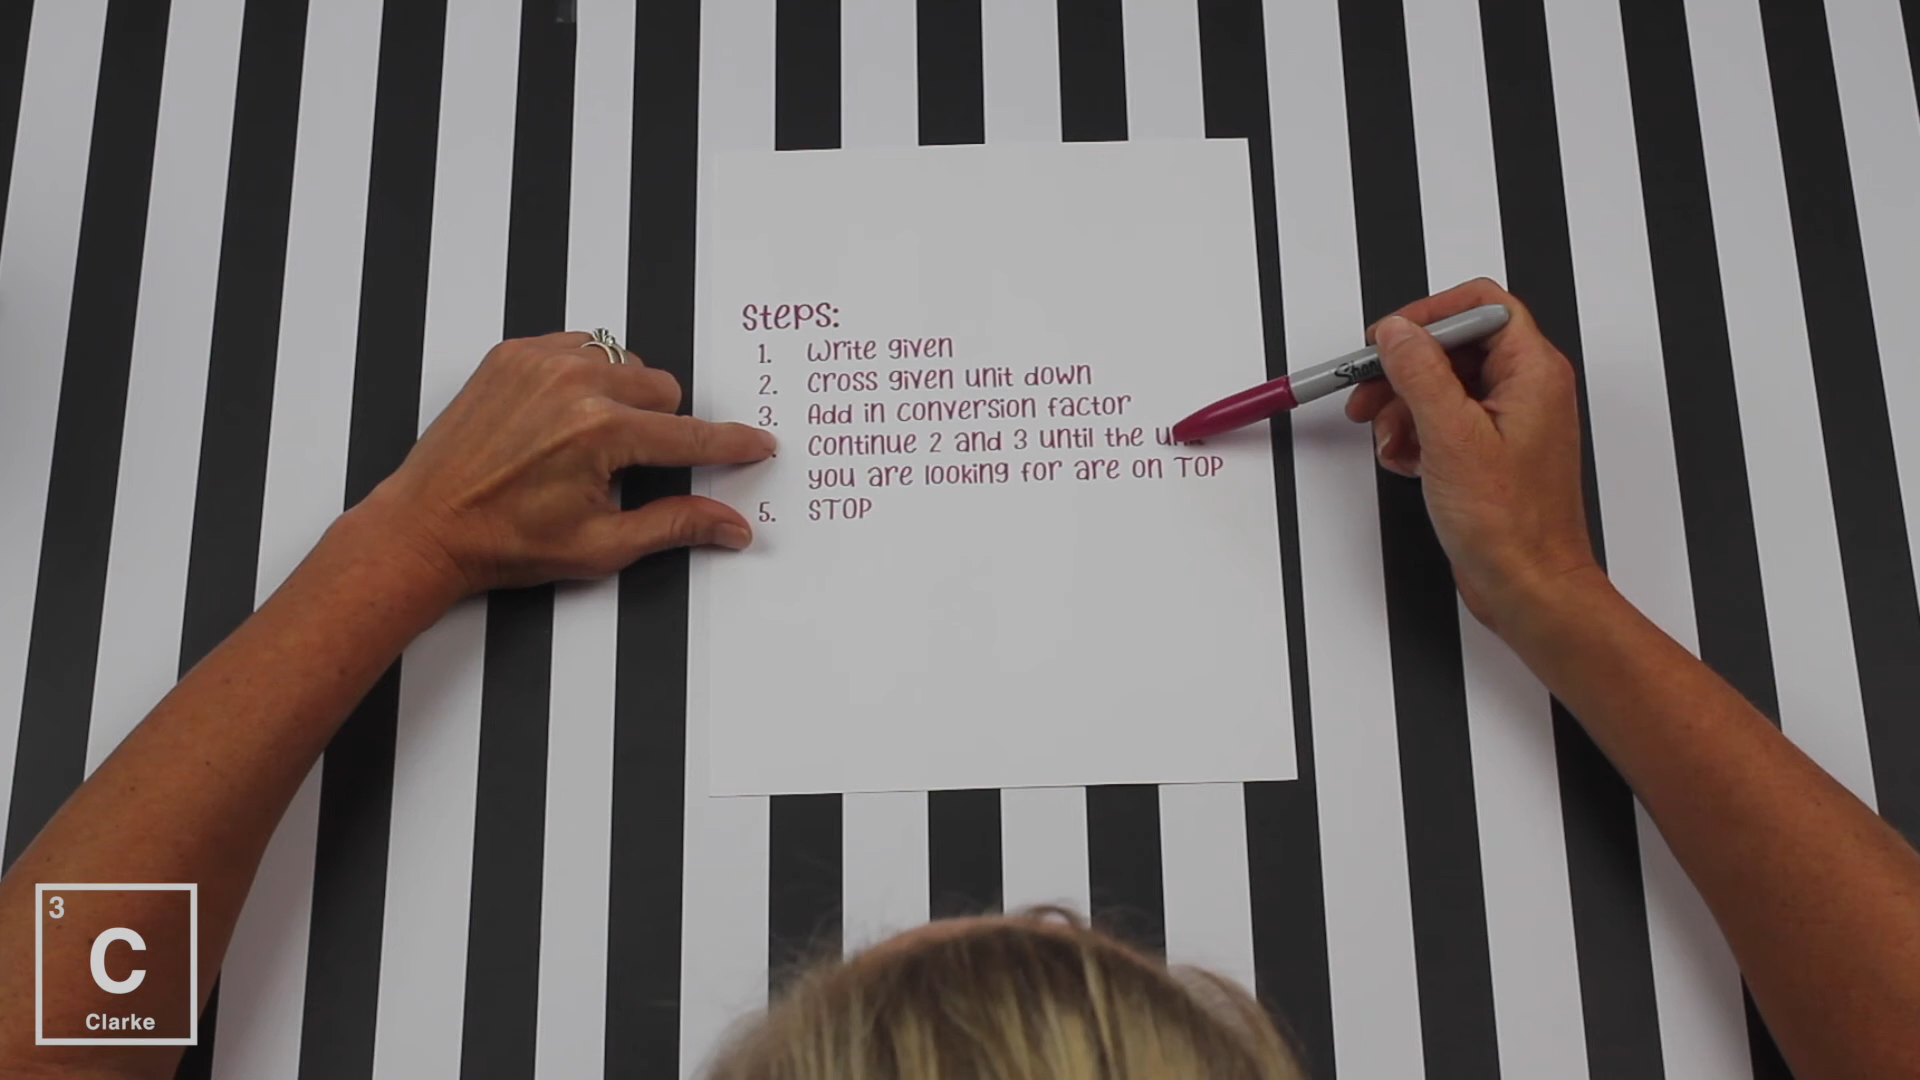 Steps:
1. Write given
2. Cross given unit down
3. Add in conversion factor
Continue 2 and 3 until the
you are looking for are on TOP
5. STOP
3
C
Clarke